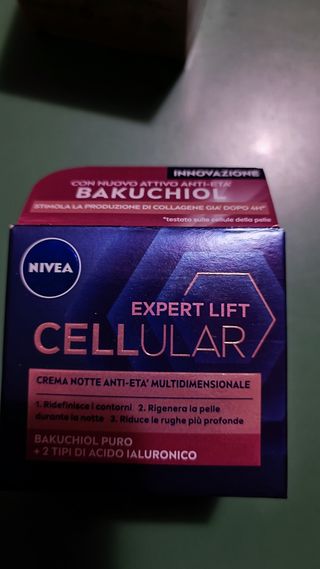 INNOVAZIONE
CON NUOVO ATTIVO ANTI-ETA'
BAKUCHIOL
STIMOLA LA PRODUZIONE DI COLLAGENE GIA' DOPO 4H*
*testato sulle cellule della pelle
NIVEA
EXPERT LIFT
CELLULAR
CREMA NOTTE ANTI-ETA' MULTIDIMENSIONALE
1. Ridefinisce i contorni 2. Rigenera la pelle
durante la notte 3. Riduce le rughe più profonde
BAKUCHIOL PURO
+ 2 TIPI DI ACIDO IALURONICO